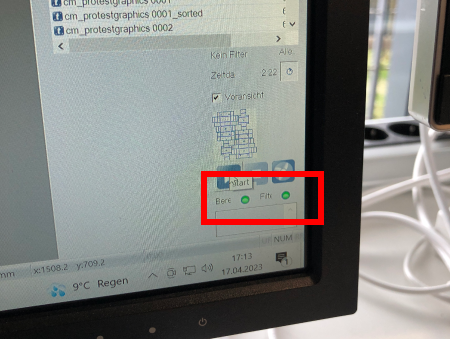 cm_protestgraphics 0001
cm_protestgraphics 0001_sorted
cm_protestgraphics 0002
Kein Filter
Zeitda
2:22
Voransicht
Start
Bere
Filte
mm
x:1508.2 y:709.2
NUM
9°C Regen
17:13
17.04.2023